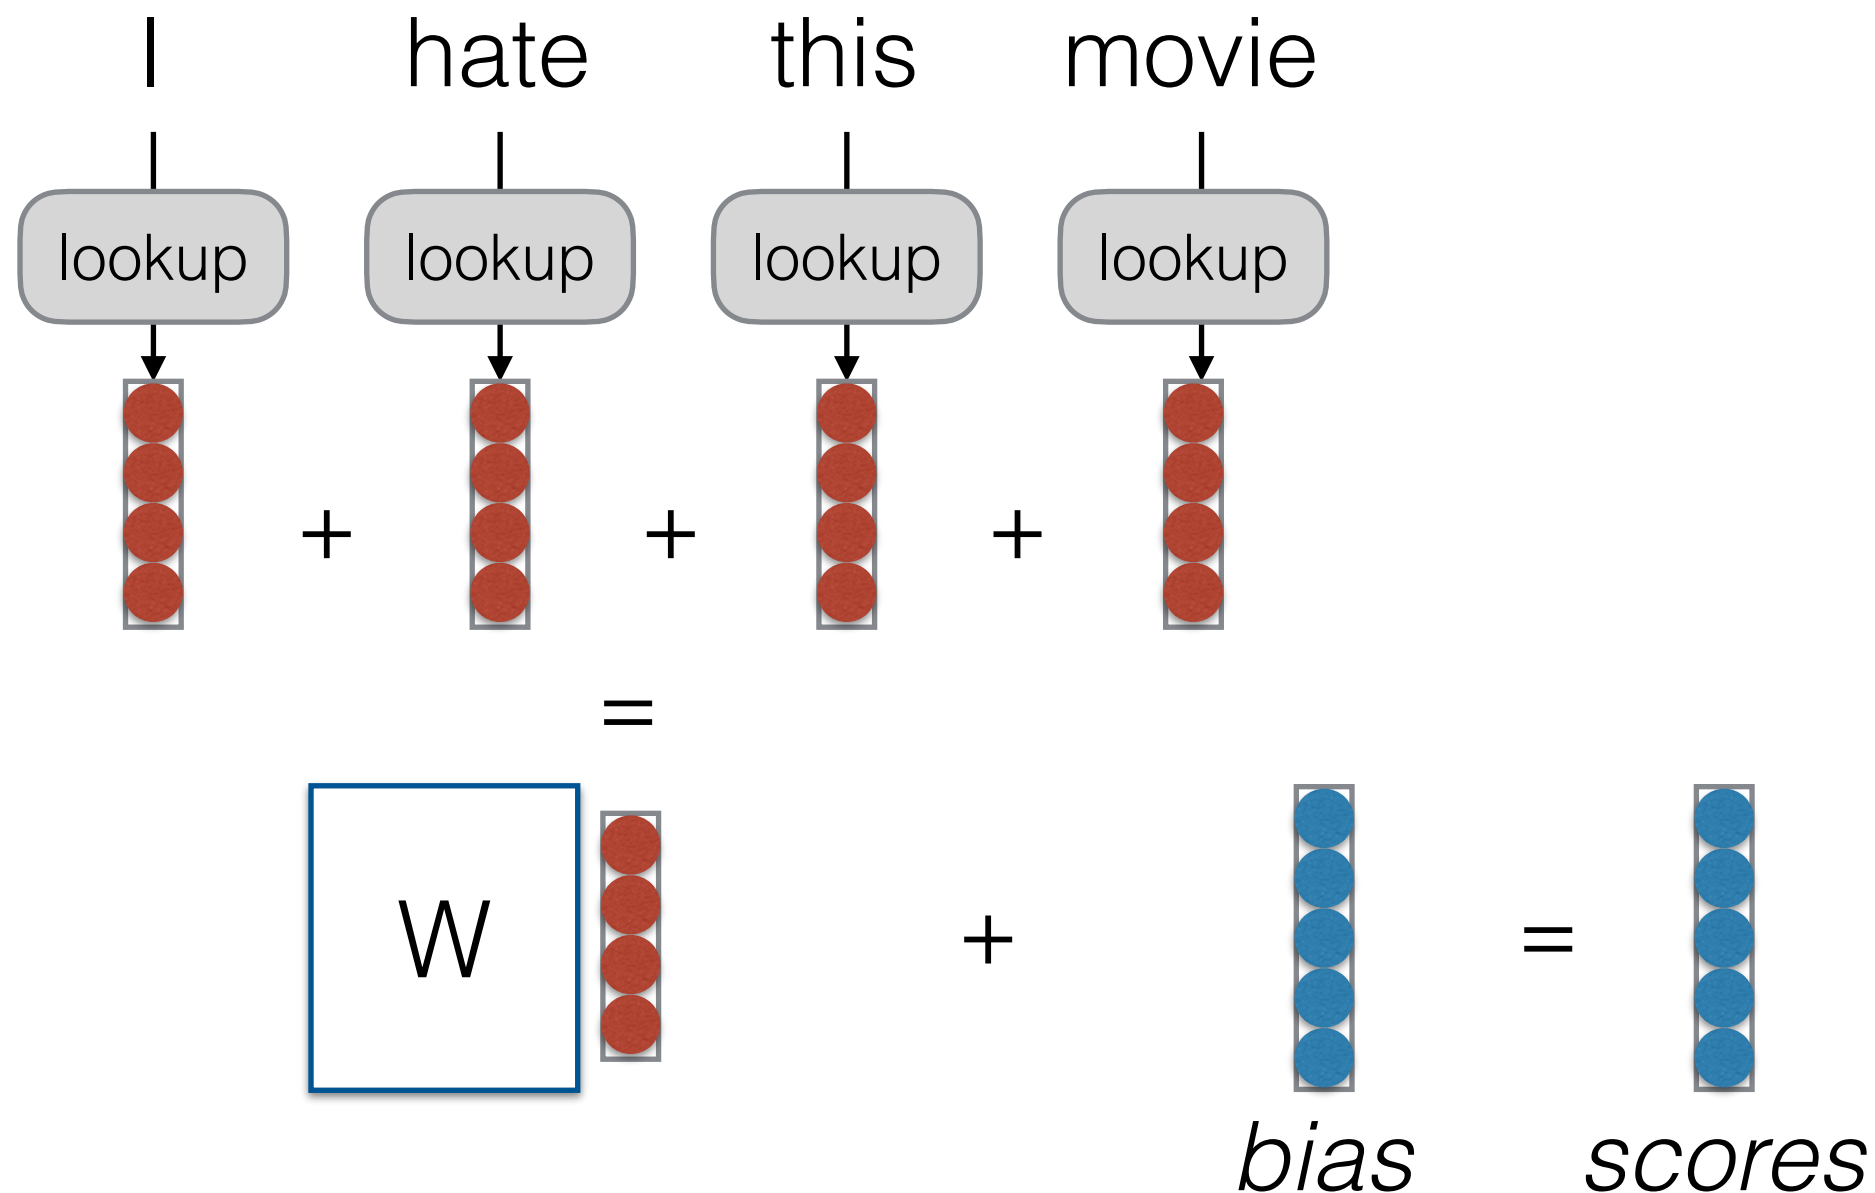 I hate this movie
lookup lookup lookup lookup
+ + +
=
W + =
bias scores